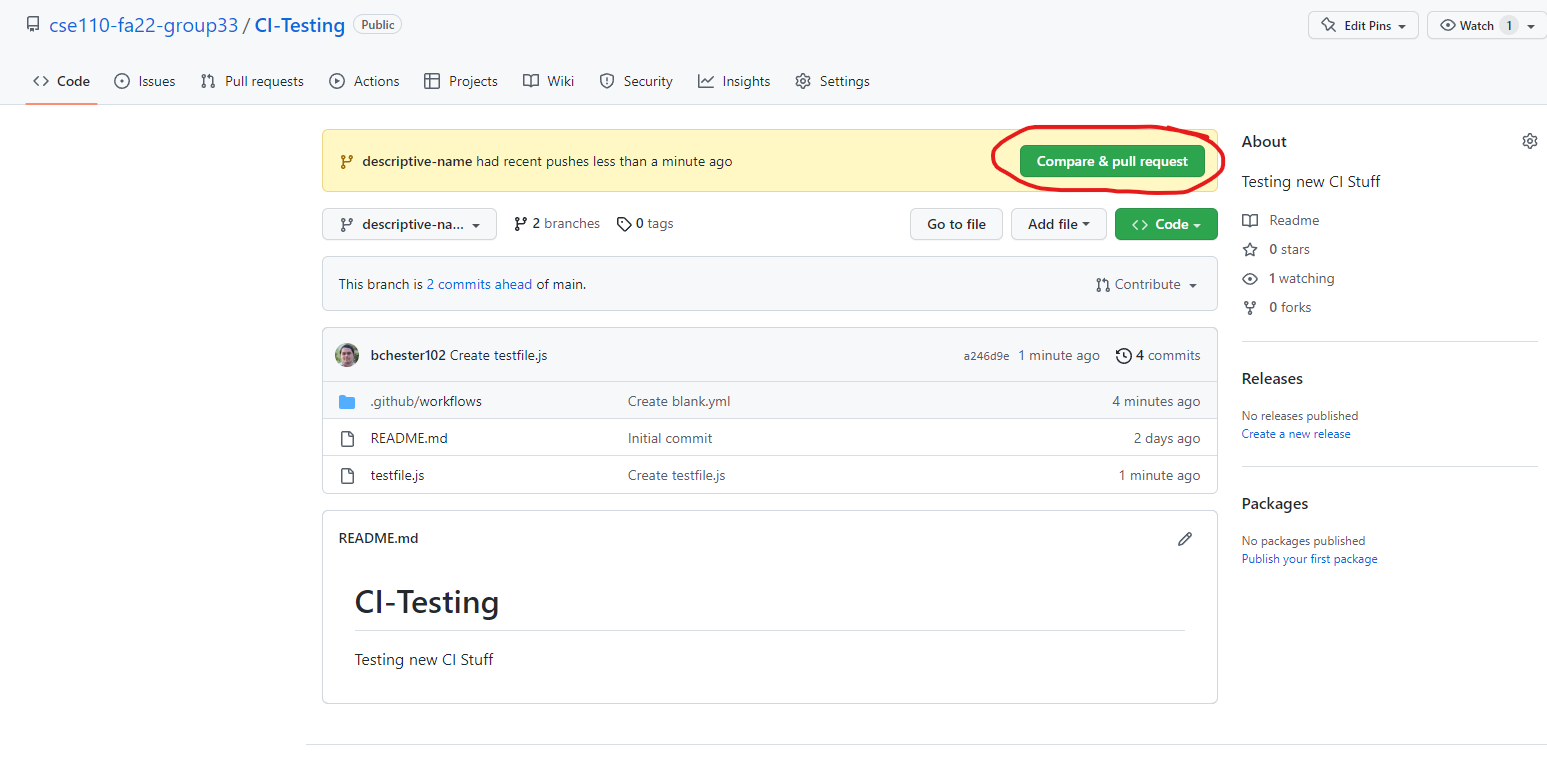 cse110-fa22-group33 / CI-Testing Public
Edit Pins Watch 1
Code Issues Pull requests Actions Projects Wiki Security Insights Settings
descriptive-name had recent pushes less than a minute ago Compare & pull request
descriptive-na... 2 branches 0 tags Go to file Add file Code
This branch is 2 commits ahead of main. Contribute
bchester102 Create testfile.js a246d9e 1 minute ago 4 commits
.github/workflows Create blank.yml 4 minutes ago
README.md Initial commit 2 days ago
testfile.js Create testfile.js 1 minute ago
README.md
CI-Testing
Testing new CI Stuff
About
Testing new CI Stuff
Readme
0 stars
1 watching
0 forks
Releases
No releases published
Create a new release
Packages
No packages published
Publish your first package